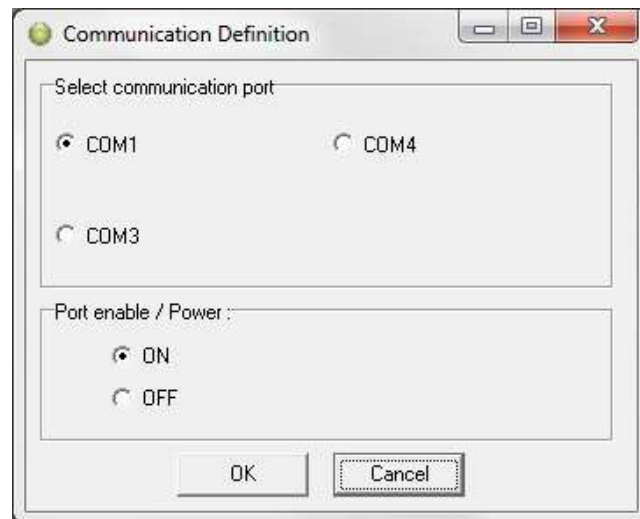 Communication Definition
Select communication port
COM1 COM4
COM3
Port enable / Power :
ON
OFF
OK Cancel